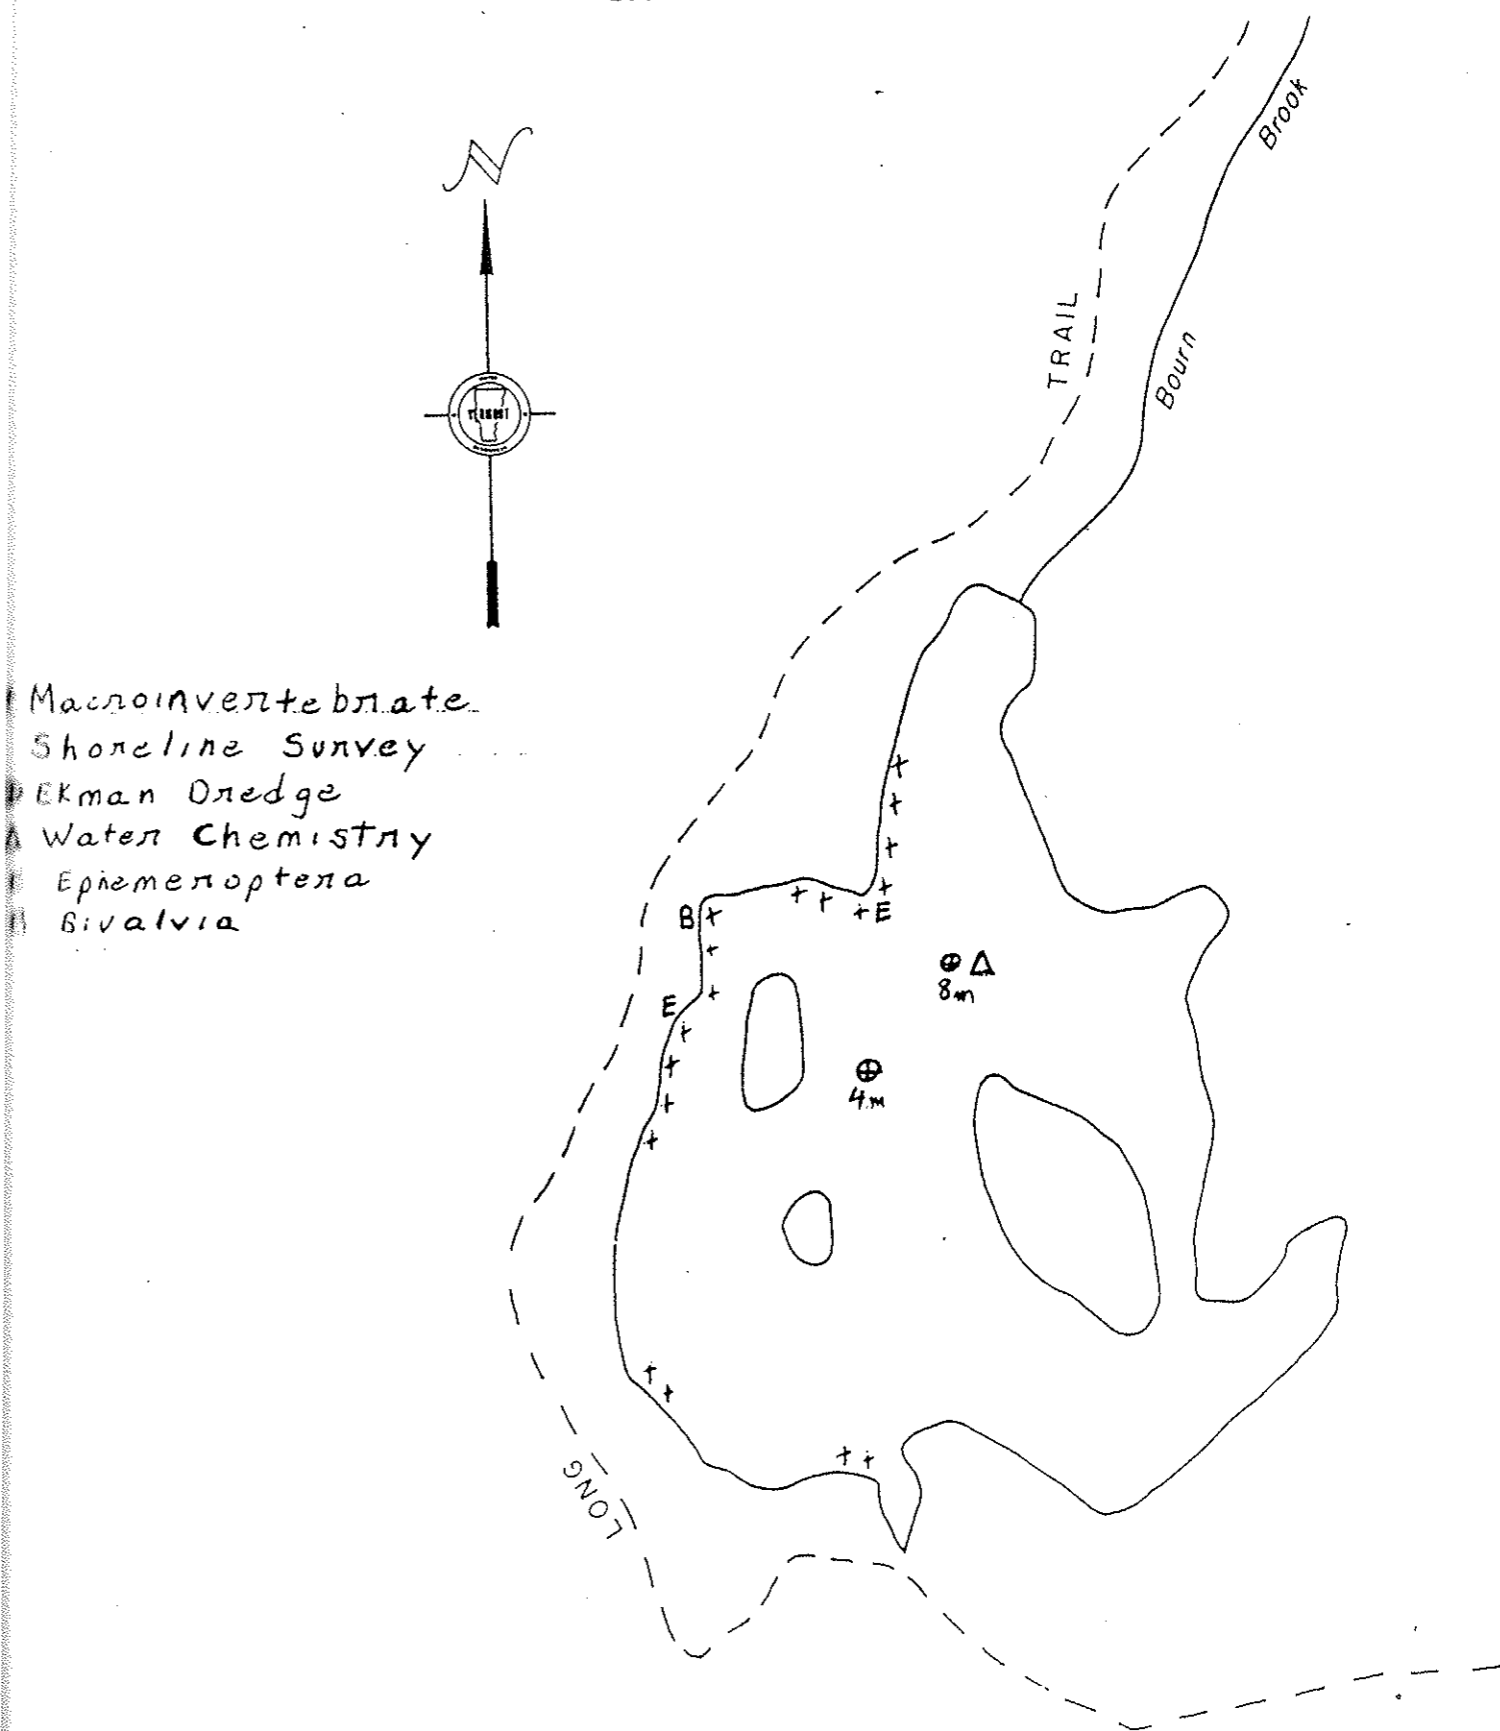 N
Brook
TRAIL
Bourn
Macroinvertebrate
Shoreline Survey
Ekman Dredge
Δ Water Chemistry
E Ephemeroptera
B Bivalvia
B
E
Δ
8m
E
4m
LONG